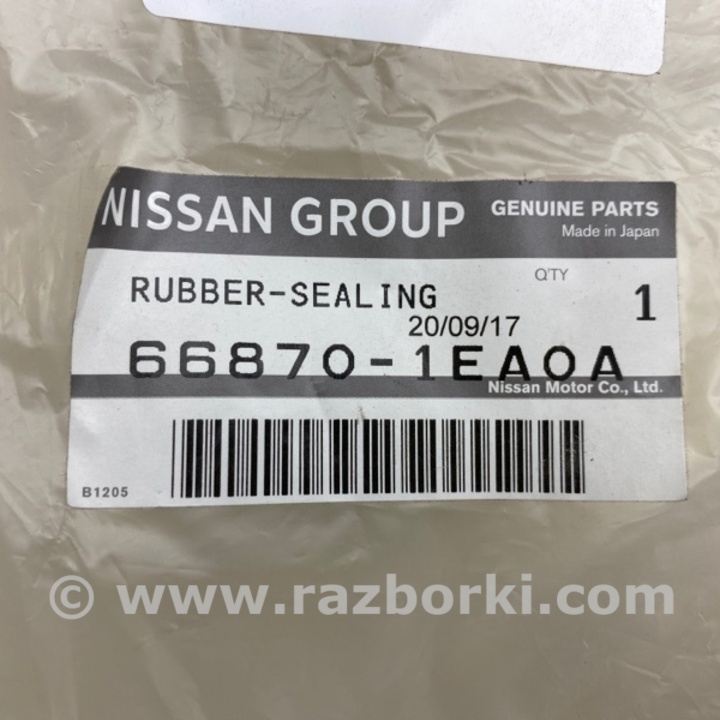 NISSAN GROUP
GENUINE PARTS
Made in Japan
RUBBER-SEALING
Q'TY
1
20/09/17
66870-1EA0A
Nissan Motor Co., Ltd.
B1205
© www.razborki.com